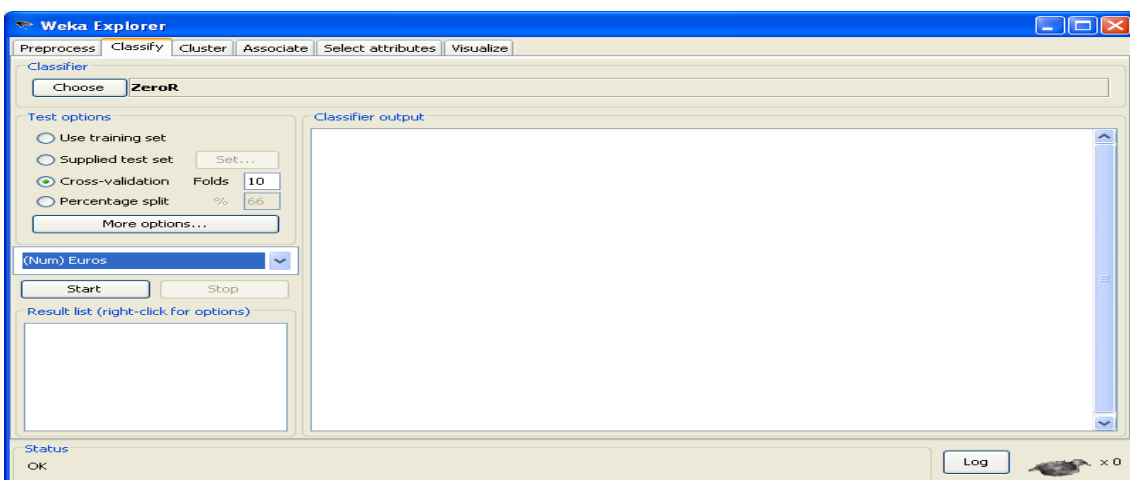 Weka Explorer
Preprocess Classify Cluster Associate Select attributes Visualize
Classifier
Choose ZeroR
Test options
Use training set
Supplied test set Set...
Cross-validation Folds 10
Percentage split % 66
More options...
(Num) Euros
Start Stop
Result list (right-click for options)
Classifier output
Status
OK
Log x 0